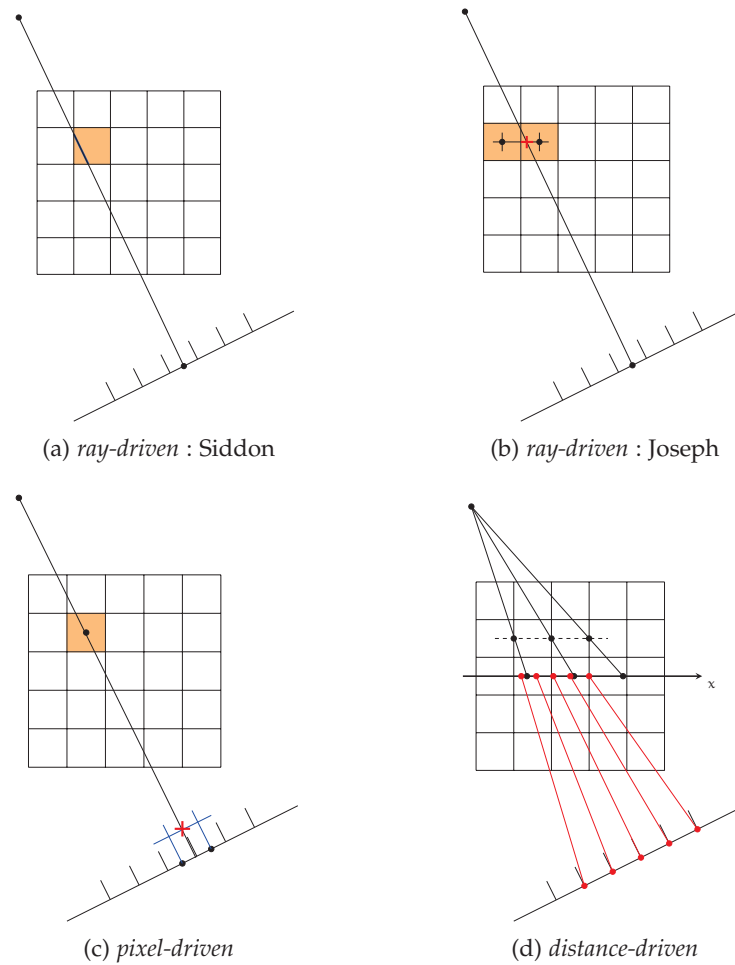 (a) ray-driven : Siddon
(b) ray-driven : Joseph
x
(c) pixel-driven
(d) distance-driven